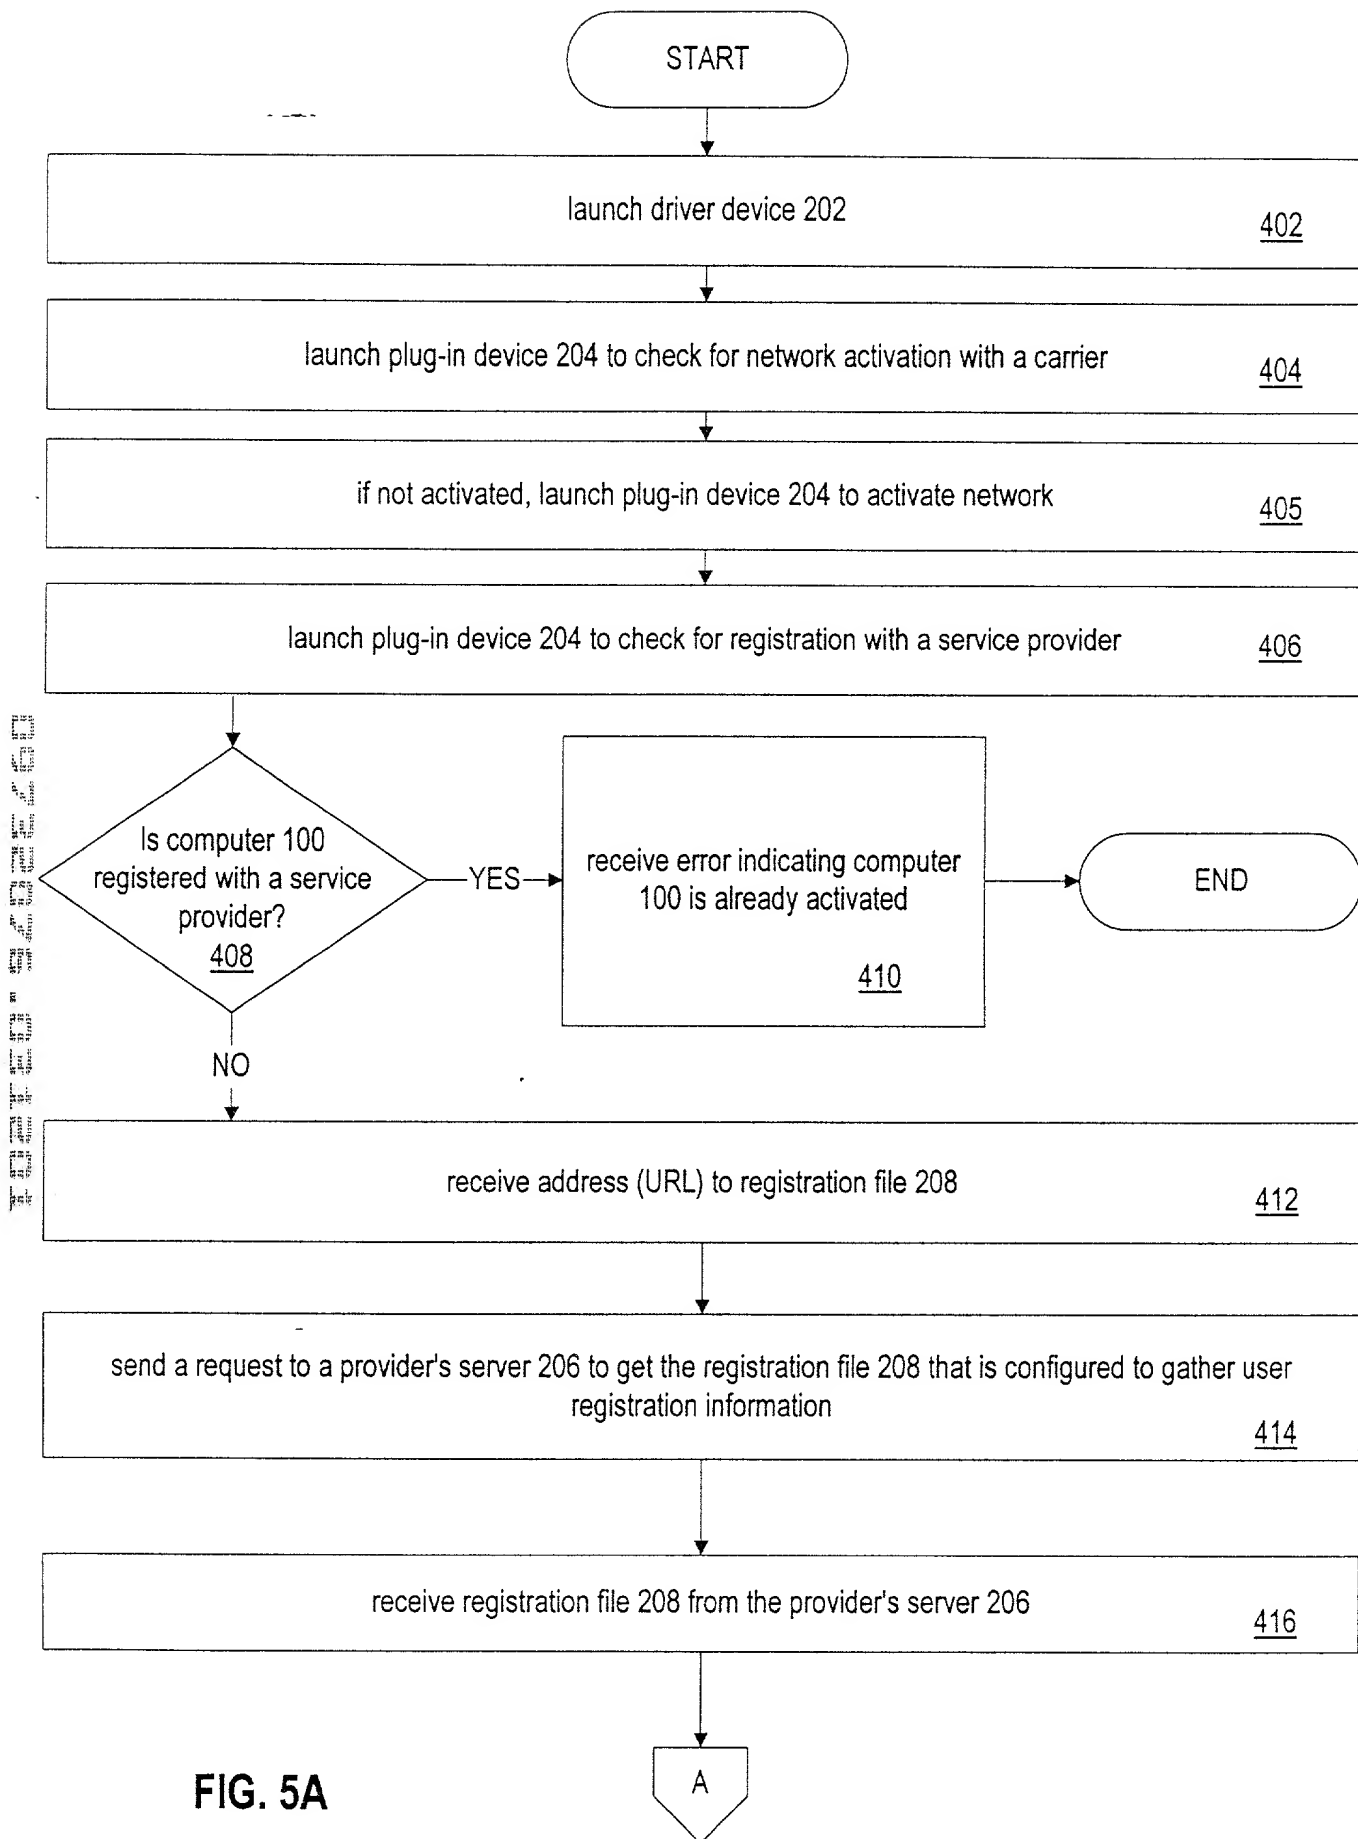 START
launch driver device 202
402
launch plug-in device 204 to check for network activation with a carrier
404
if not activated, launch plug-in device 204 to activate network
405
launch plug-in device 204 to check for registration with a service provider
406
Is computer 100
registered with a service
provider?
408
YES
receive error indicating computer
100 is already activated
410
END
NO
receive address (URL) to registration file 208
412
send a request to a provider's server 206 to get the registration file 208 that is configured to gather user
registration information
414
receive registration file 208 from the provider's server 206
416
A
FIG. 5A